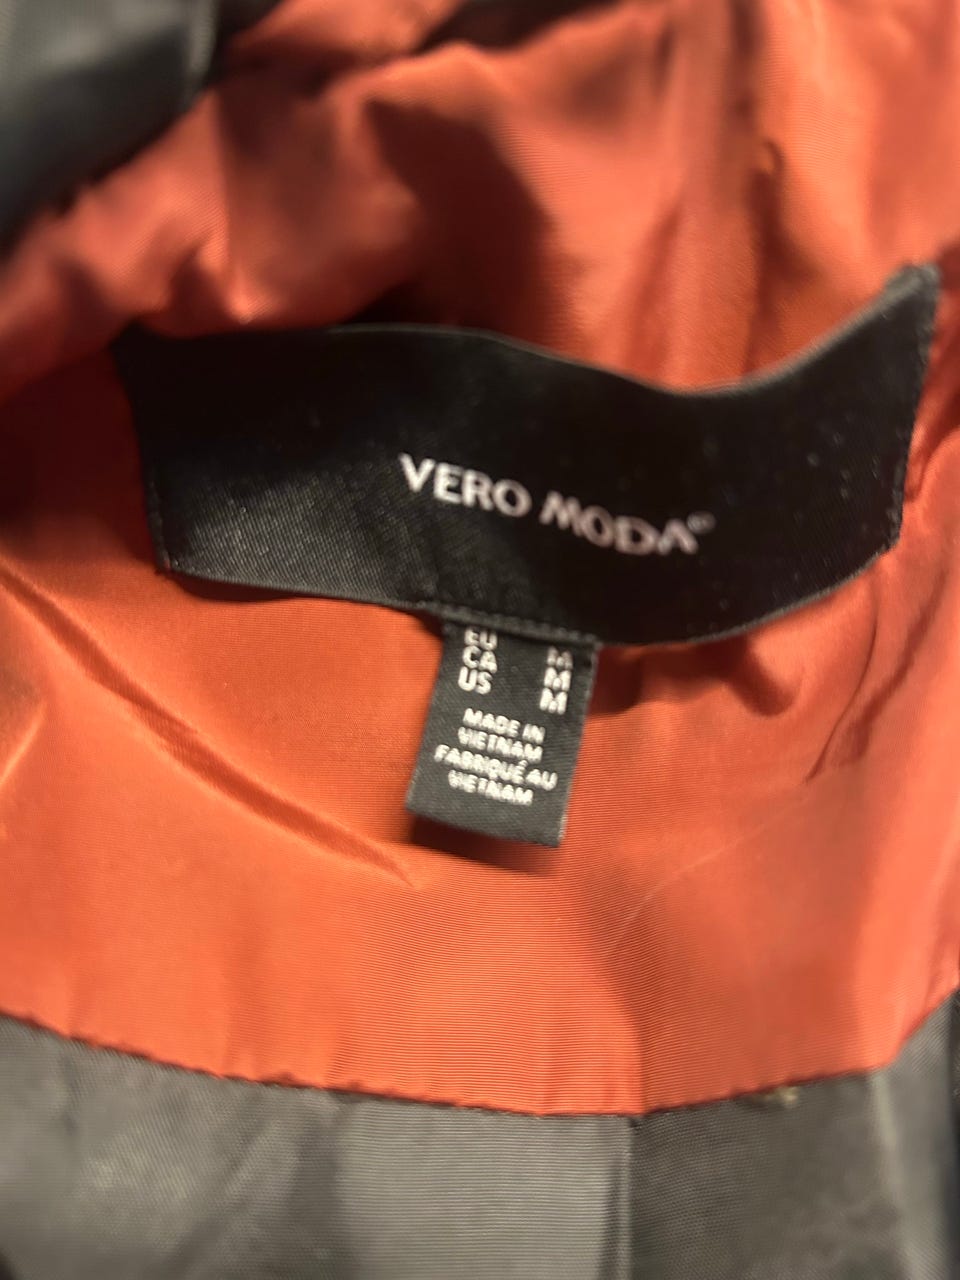 VERO MODA®
EU M
CA M
US M
MADE IN
VIETNAM
FABRIQUÉ AU
VIETNAM